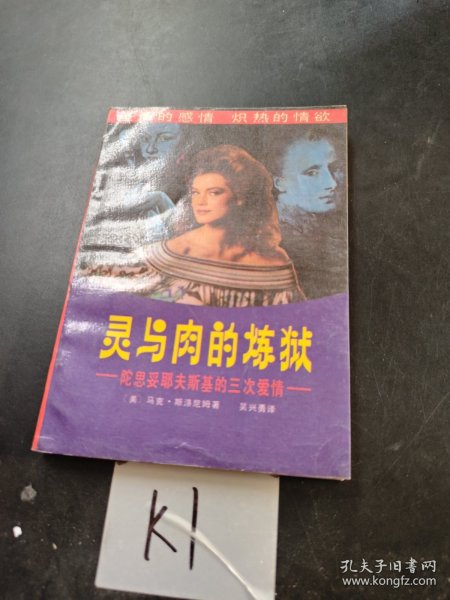 的感情 炽热的情欲
灵与肉的炼狱
—陀思妥耶夫斯基的三次爱情—
〔美〕马克·斯洛尼姆著 吴兴勇译
K1
孔夫子旧书网
www.kongfz.com